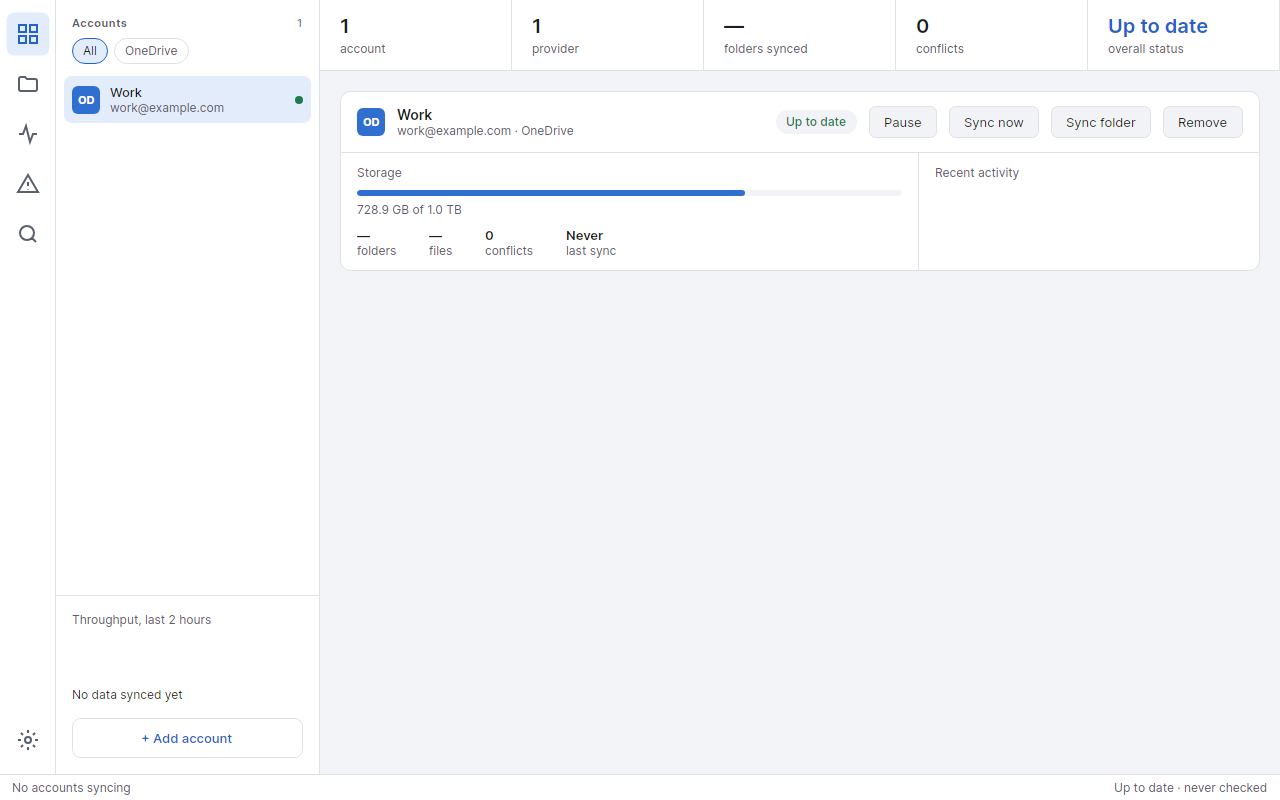 Accounts
1
All
OneDrive
OD
Work
work@example.com
Throughput, last 2 hours
No data synced yet
+ Add account
1
account
1
provider
—
folders synced
0
conflicts
Up to date
overall status
OD
Work
work@example.com · OneDrive
Up to date
Pause
Sync now
Sync folder
Remove
Storage
728.9 GB of 1.0 TB
—
folders
—
files
0
conflicts
Never
last sync
Recent activity
No accounts syncing
Up to date · never checked